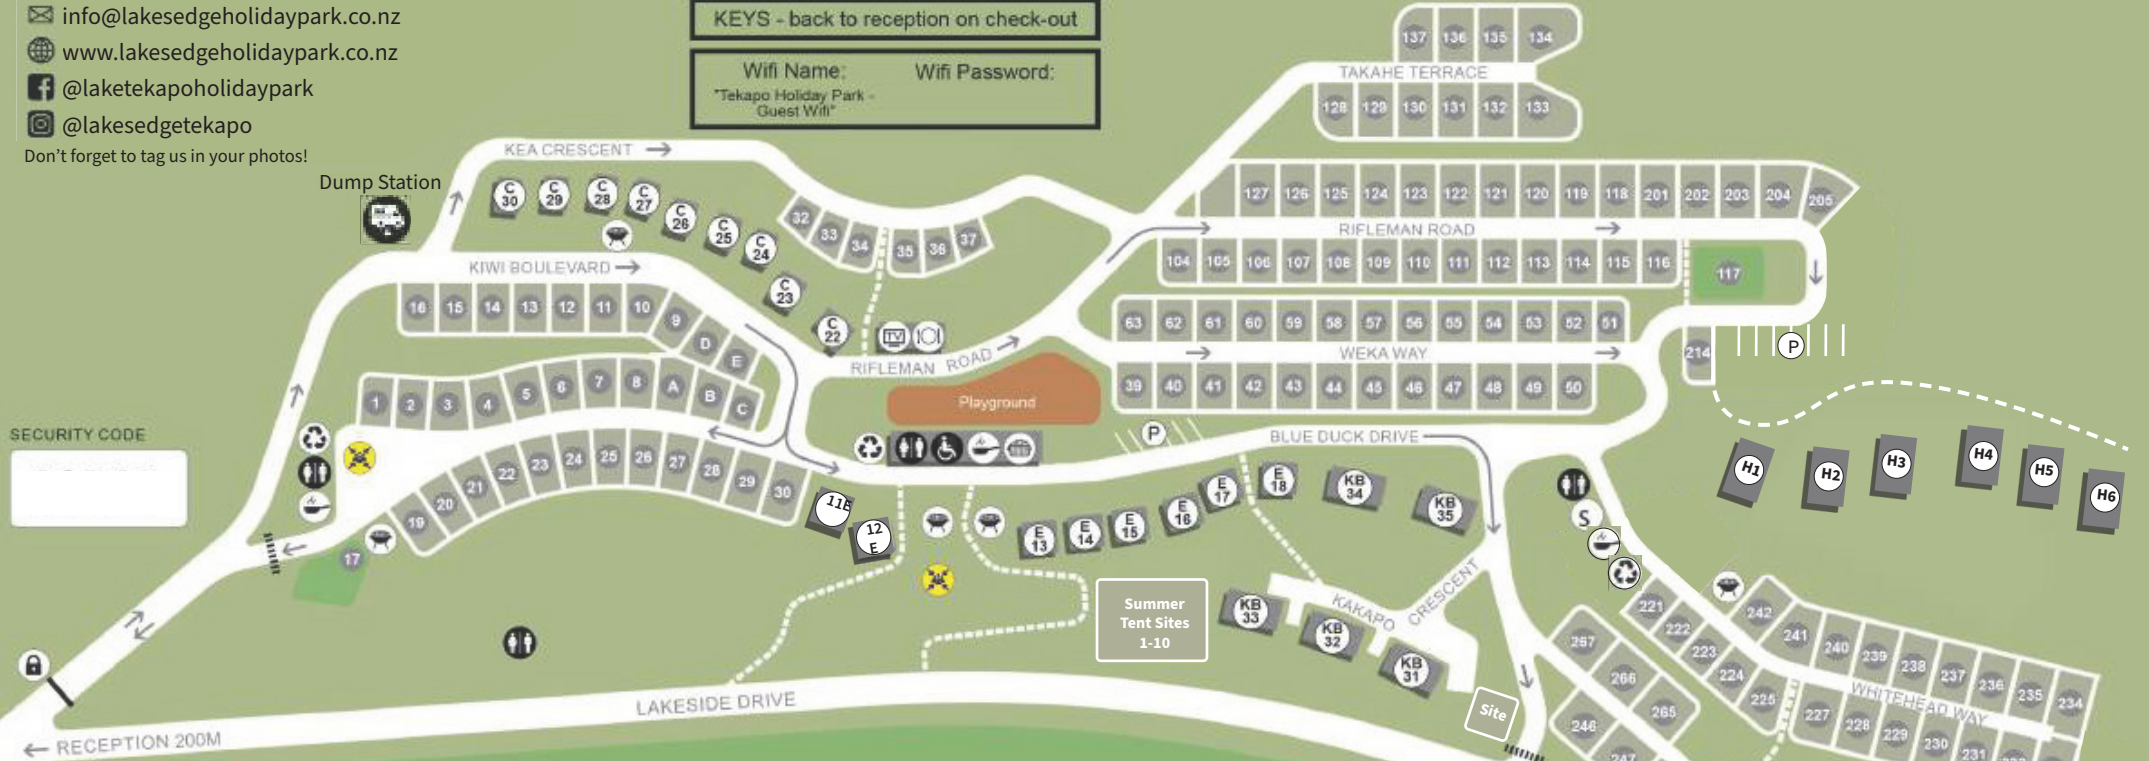 info@lakesedgeholidaypark.co.nz
www.lakesedgeholidaypark.co.nz
@laketekapoholidaypark
@lakesedgetekapo
Don't forget to tag us in your photos!
KEYS - back to reception on check-out
Wifi Name:
Wifi Password:
"Tekapo Holiday Park -
Guest Wifi"
137 136 135 134
TAKAHE TERRACE
128 129 130 131 132 133
Dump Station
KEA CRESCENT
C
30
C
29
C
28
C
27
C
26
C
25
C
24
C
23
C
22
32 33 34 35 36 37
127 126 125 124 123 122 121 120 119 118 201 202 203 204 205
RIFLEMAN ROAD
104 105 106 107 108 109 110 111 112 113 114 115 116
117
KIWI BOULEVARD
16 15 14 13 12 11 10 9 D E
TV
RIFLEMAN ROAD
63 62 61 60 59 58 57 56 55 54 53 52 51
WEKA WAY
214
P
39 40 41 42 43 44 45 46 47 48 49 50
1 2 3 4 5 6 7 8 A B C
Playground
SECURITY CODE
P
BLUE DUCK DRIVE
19 20 21 22 23 24 25 26 27 28 29 30
17
11E
12
E
E
13
E
14
E
15
E
16
E
17
E
18
KB
34
KB
35
H1
H2
H3
H4
H5
H6
S
Summer
Tent Sites
1-10
KB
33
KB
32
KB
31
KAKAPO CRESCENT
Site
221 222 223 224 225
242 241 240 239 238 237 236 235 234
WHITEHEAD WAY
227 228 229 230 231
267 266 265
246 247
LAKESIDE DRIVE
RECEPTION 200M